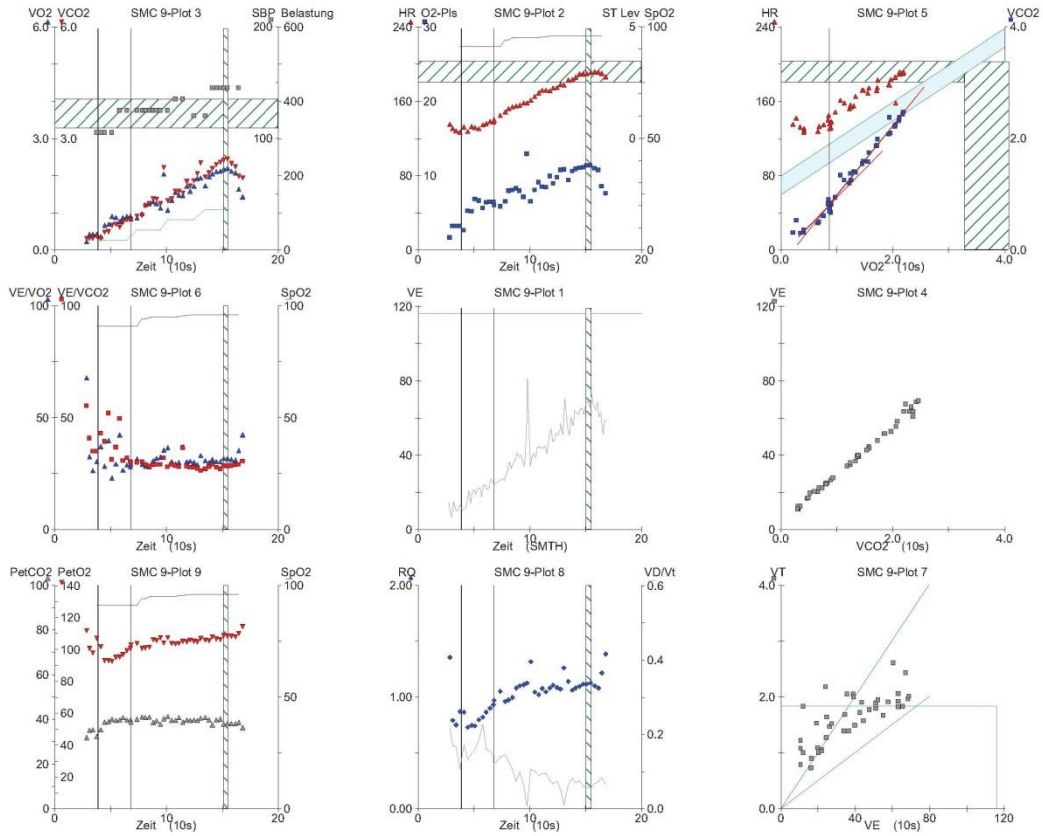 VO2 VCO2 SMC 9-Plot 3 SBP Belastung
6.0 6.0 200 600
400
3.0 3.0 100
200
0.0 0
0 10 20
Zeit (10s)
HR O2-Pls SMC 9-Plot 2 ST Lev SpO2
240 30 5 100
160 20
0 50
80 10
0 5 0
0 10 20
Zeit (10s)
HR SMC 9-Plot 5 VCO2
240 4.0
160
2.0
80
0 0.0
0.0 2.0 4.0
VO2 (10s)
VE/VO2 VE/VCO2 SMC 9-Plot 6 SpO2
100 100 100
50 50 50
0 0
0 10 20
Zeit (10s)
VE SMC 9-Plot 1
120
80
40
0
0 10 20
Zeit (SMTH)
VE SMC 9-Plot 4
120
80
40
0
0.0 2.0 4.0
VCO2 (10s)
PetCO2 PetO2 SMC 9-Plot 9 SpO2
100 140 100
80 120
100
60 80
50
40 60
40
20 20
0 0
0 10 20
Zeit (10s)
RQ SMC 9-Plot 8 VD/Vt
2.00 0.6
0.4
1.00
0.2
0.00 0.0
0 10 20
Zeit (10s)
VT SMC 9-Plot 7
4.0
2.0
0.0
0 40 80 120
VE (10s)